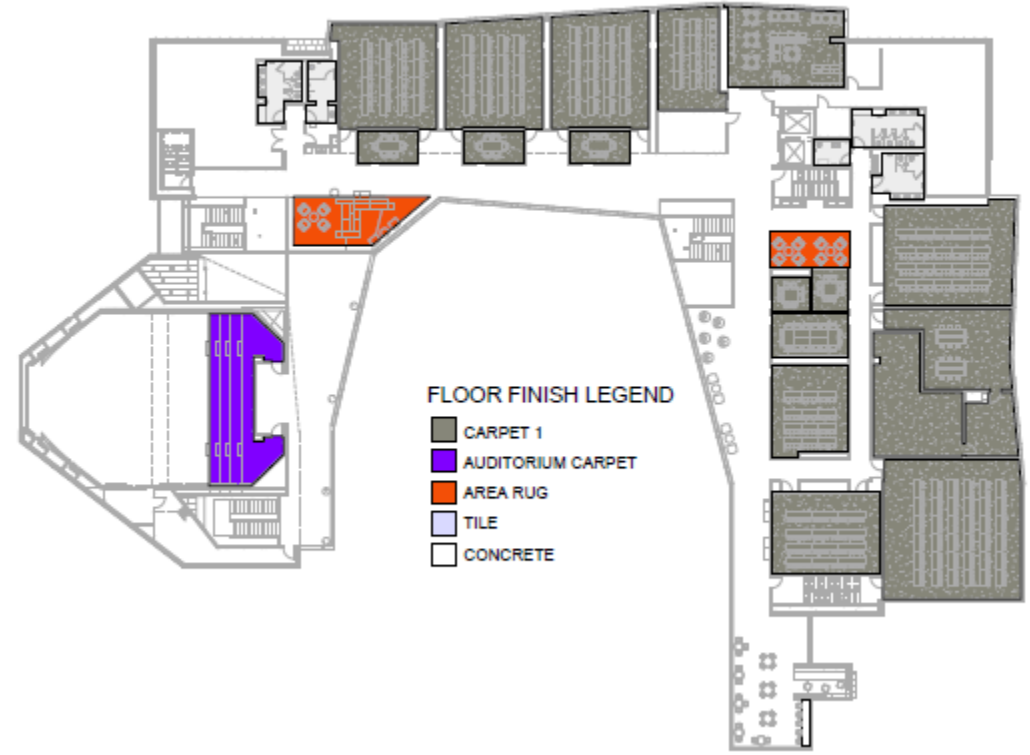 FLOOR FINISH LEGEND
CARPET 1
AUDITORIUM CARPET
AREA RUG
TILE
CONCRETE